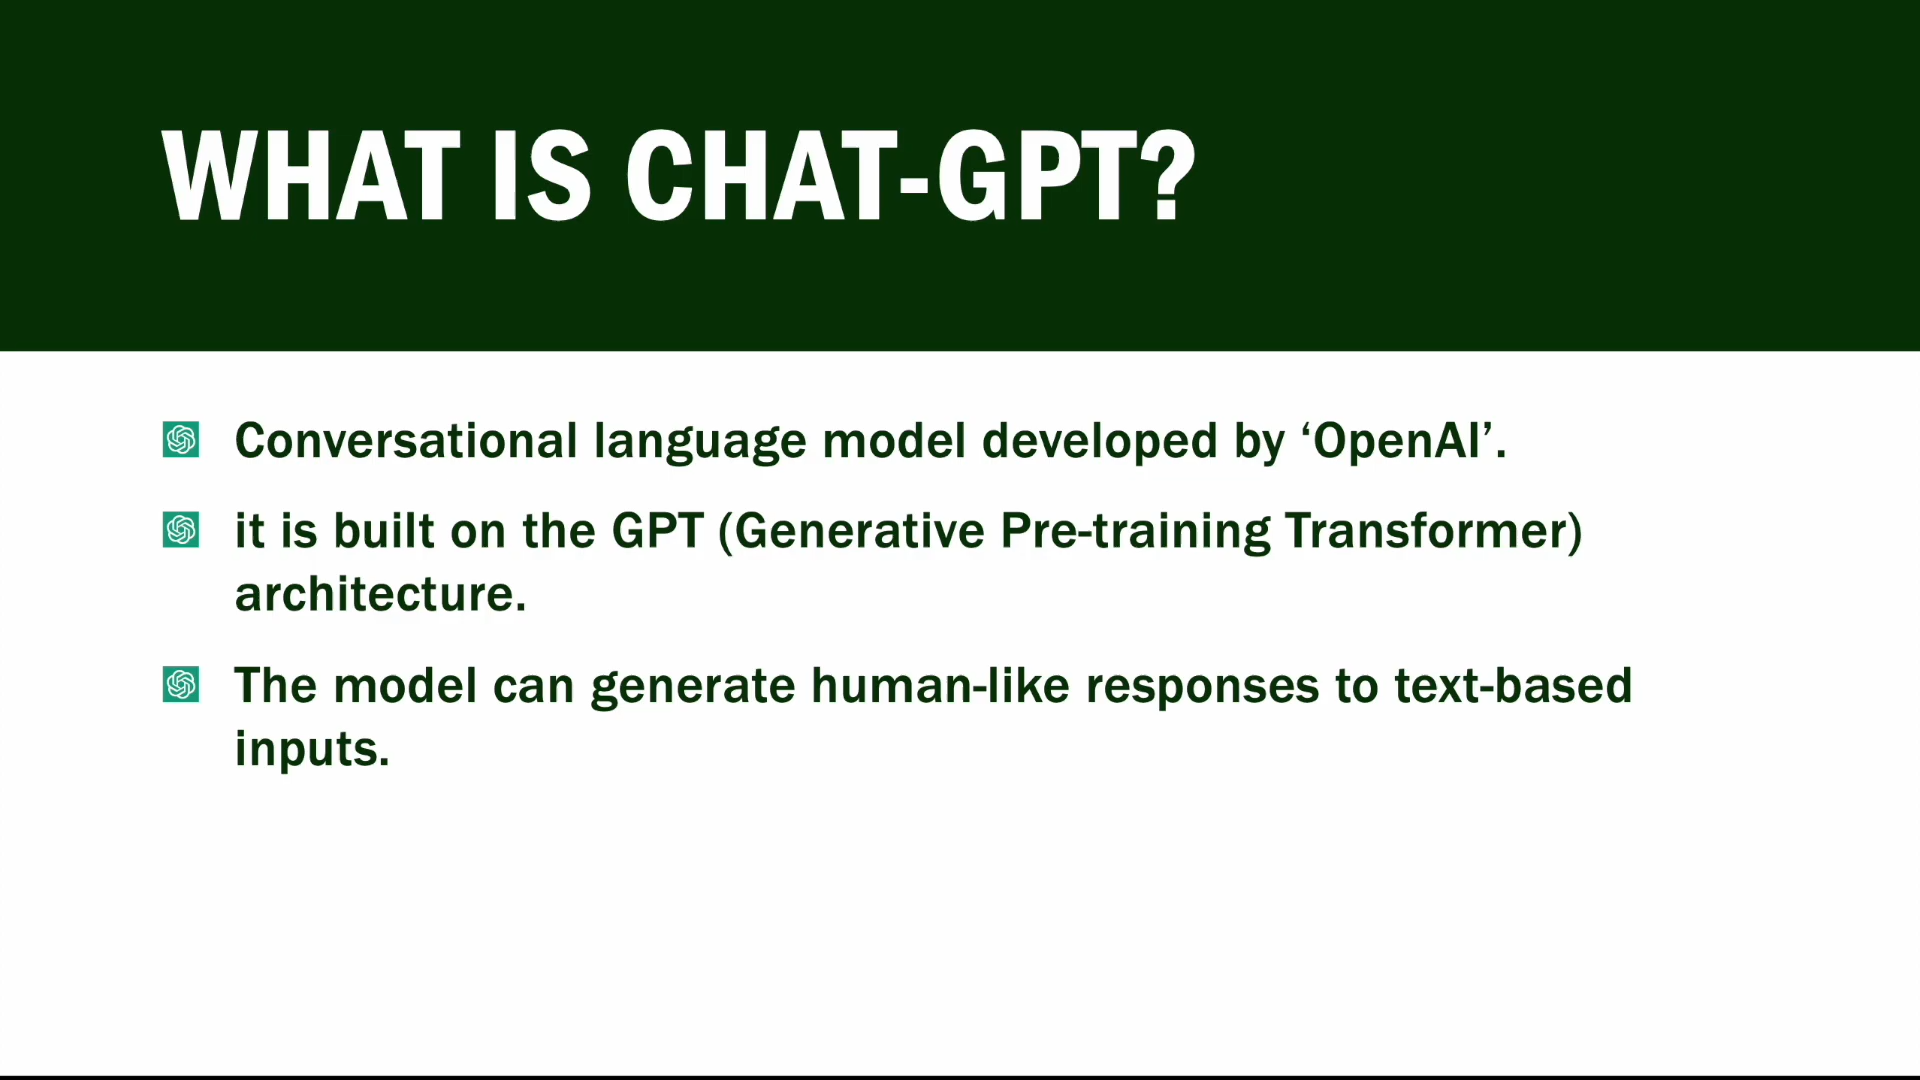 WHAT IS CHAT-GPT?
Conversational language model developed by ‘OpenAI’.
it is built on the GPT (Generative Pre-training Transformer)
architecture.
The model can generate human-like responses to text-based
inputs.